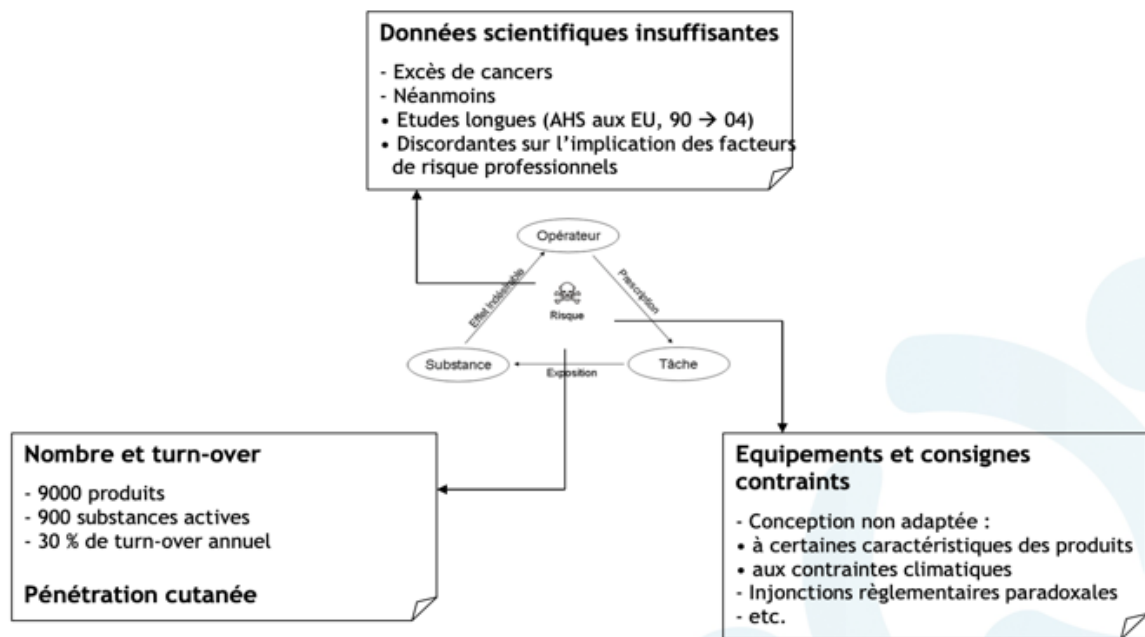 Données scientifiques insuffisantes
- Excès de cancers
- Néanmoins
• Etudes longues (AHS aux EU, 90 → 04)
• Discordantes sur l'implication des facteurs
de risque professionnels
Opérateur
Effet Indésirable
Prescription
Risque
Substance
Exposition
Tâche
Nombre et turn-over
- 9000 produits
- 900 substances actives
- 30 % de turn-over annuel
Pénétration cutanée
Equipements et consignes
contraints
- Conception non adaptée :
• à certaines caractéristiques des produits
• aux contraintes climatiques
- Injonctions règlementaires paradoxales
- etc.